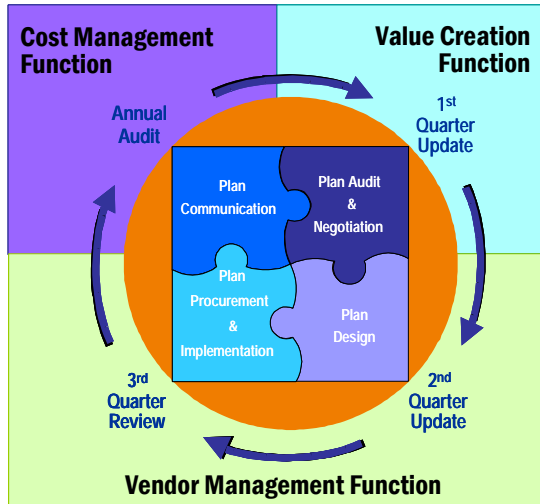 Cost Management
Function
Value Creation
Function
Annual
Audit
1st
Quarter
Update
Plan
Communication
Plan Audit
&
Negotiation
Plan
Procurement
&
Implementation
Plan
Design
3rd
Quarter
Review
2nd
Quarter
Update
Vendor Management Function